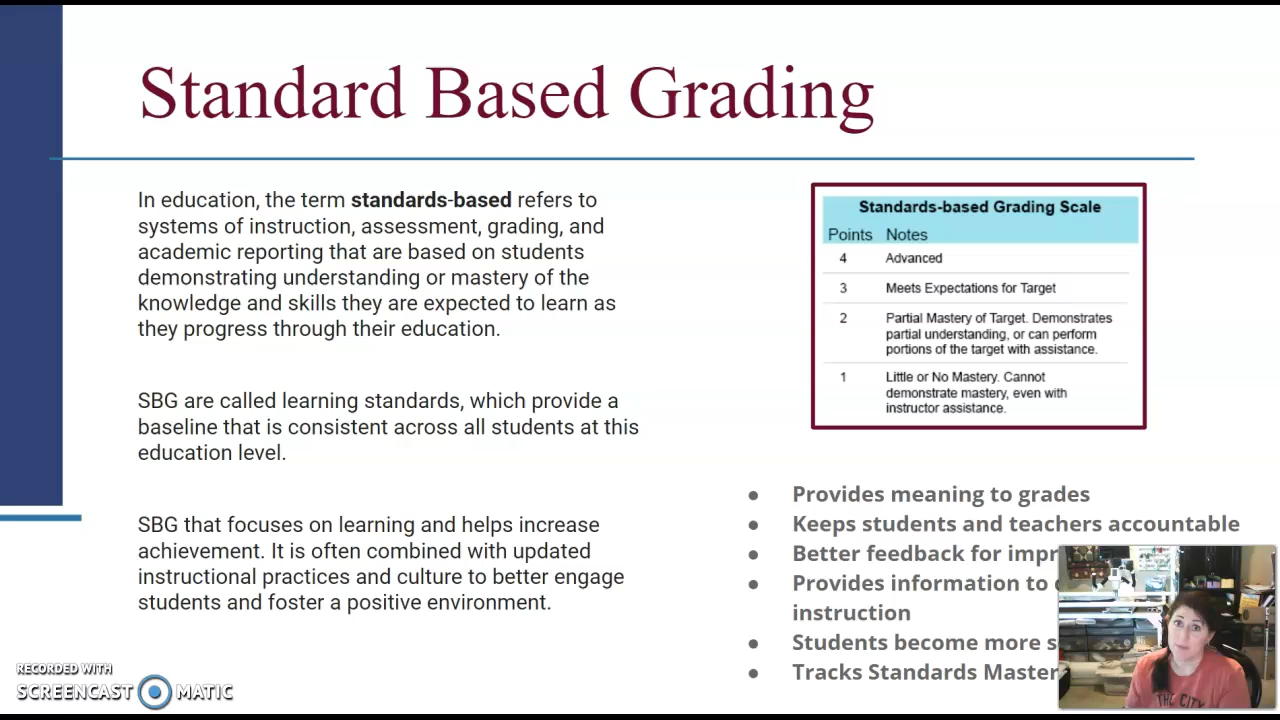 Standard Based Grading
In education, the term standards-based refers to
systems of instruction, assessment, grading, and
academic reporting that are based on students
demonstrating understanding or mastery of the
knowledge and skills they are expected to learn as
they progress through their education.
SBG are called learning standards, which provide a
baseline that is consistent across all students at this
education level.
SBG that focuses on learning and helps increase
achievement. It is often combined with updated
instructional practices and culture to better engage
students and foster a positive environment.
Standards-based Grading Scale
Points Notes
4 Advanced
3 Meets Expectations for Target
2 Partial Mastery of Target. Demonstrates
partial understanding, or can perform
portions of the target with assistance.
1 Little or No Mastery. Cannot
demonstrate mastery, even with
instructor assistance.
● Provides meaning to grades
● Keeps students and teachers accountable
● Better feedback for
● Provides information to
instruction
● Students become more
● Tracks Standards
RECORDED WITH
SCREENCAST MATIC
THE CITY